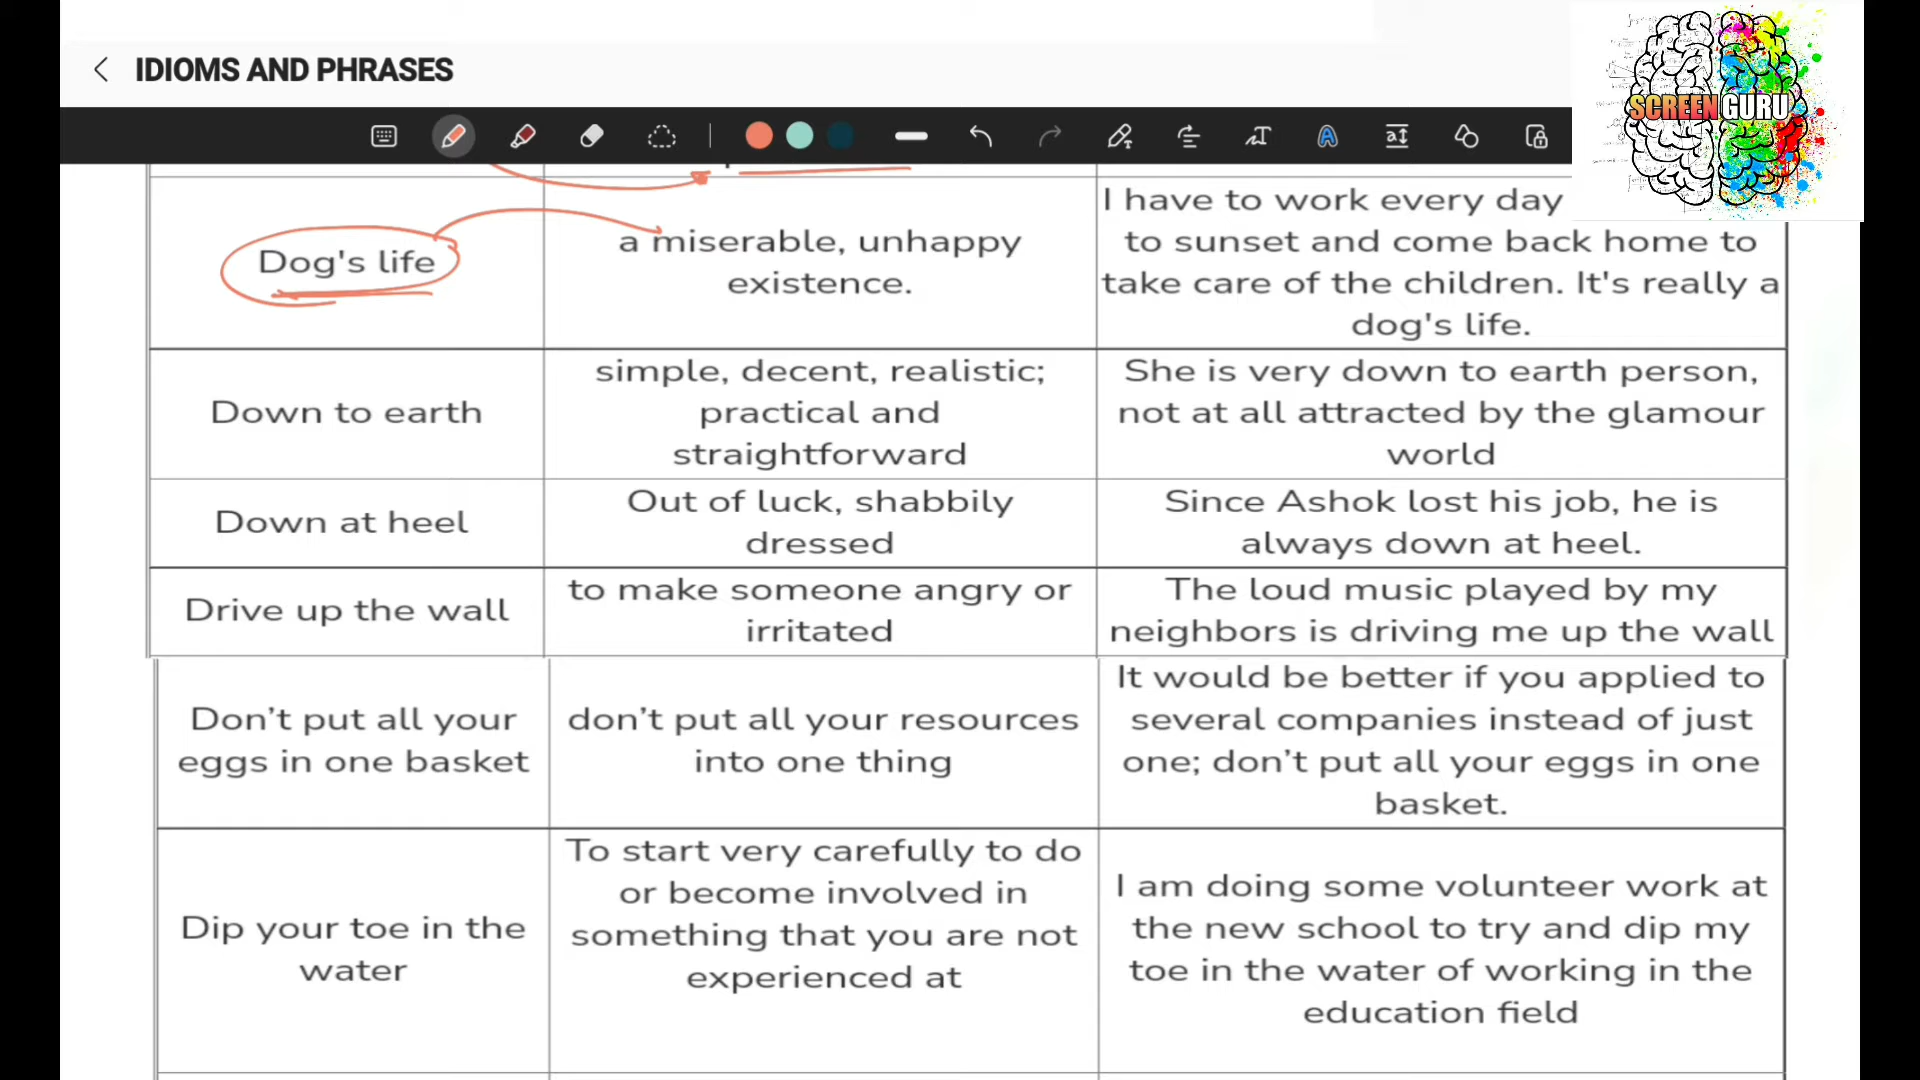 IDIOMS AND PHRASES
SCREEN GURU
Dog's life
a miserable, unhappy
existence.
I have to work every day
to sunset and come back home to
take care of the children. It's really a
dog's life.
Down to earth
simple, decent, realistic;
practical and
straightforward
She is very down to earth person,
not at all attracted by the glamour
world
Down at heel
Out of luck, shabbily
dressed
Since Ashok lost his job, he is
always down at heel.
Drive up the wall
to make someone angry or
irritated
The loud music played by my
neighbors is driving me up the wall
Don’t put all your
eggs in one basket
don’t put all your resources
into one thing
It would be better if you applied to
several companies instead of just
one; don’t put all your eggs in one
basket.
Dip your toe in the
water
To start very carefully to do
or become involved in
something that you are not
experienced at
I am doing some volunteer work at
the new school to try and dip my
toe in the water of working in the
education field